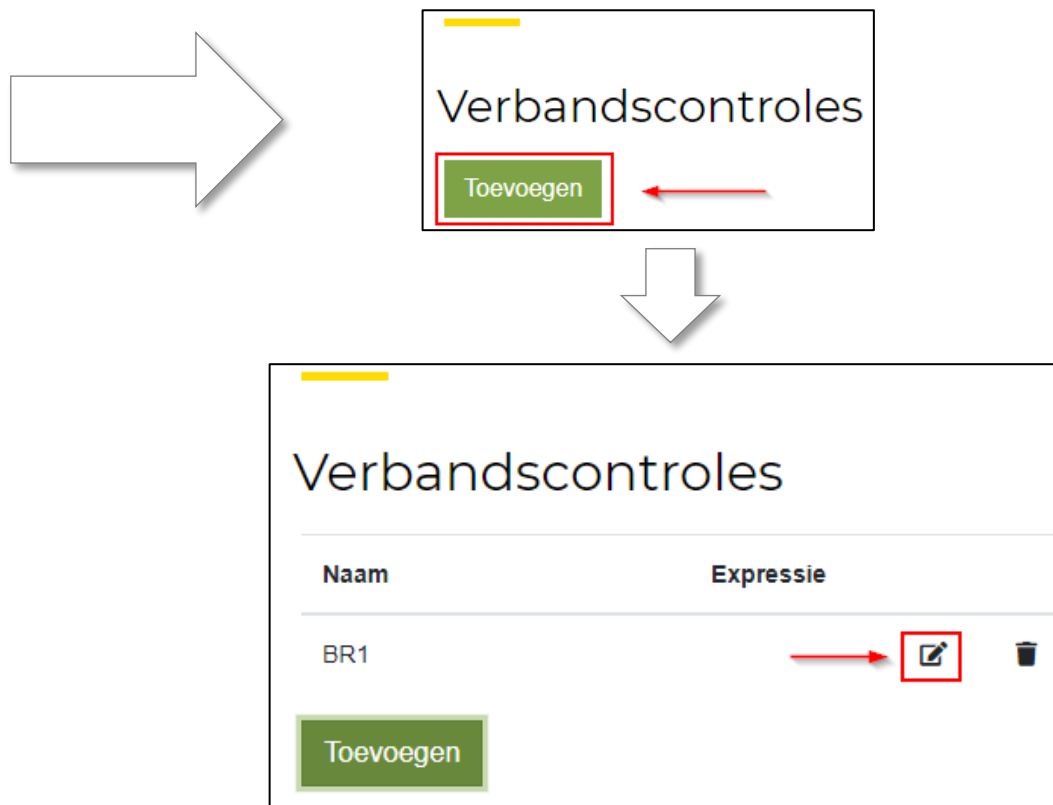 Verbandscontroles
Toevoegen
Verbandscontroles
Naam Expressie
BR1
Toevoegen